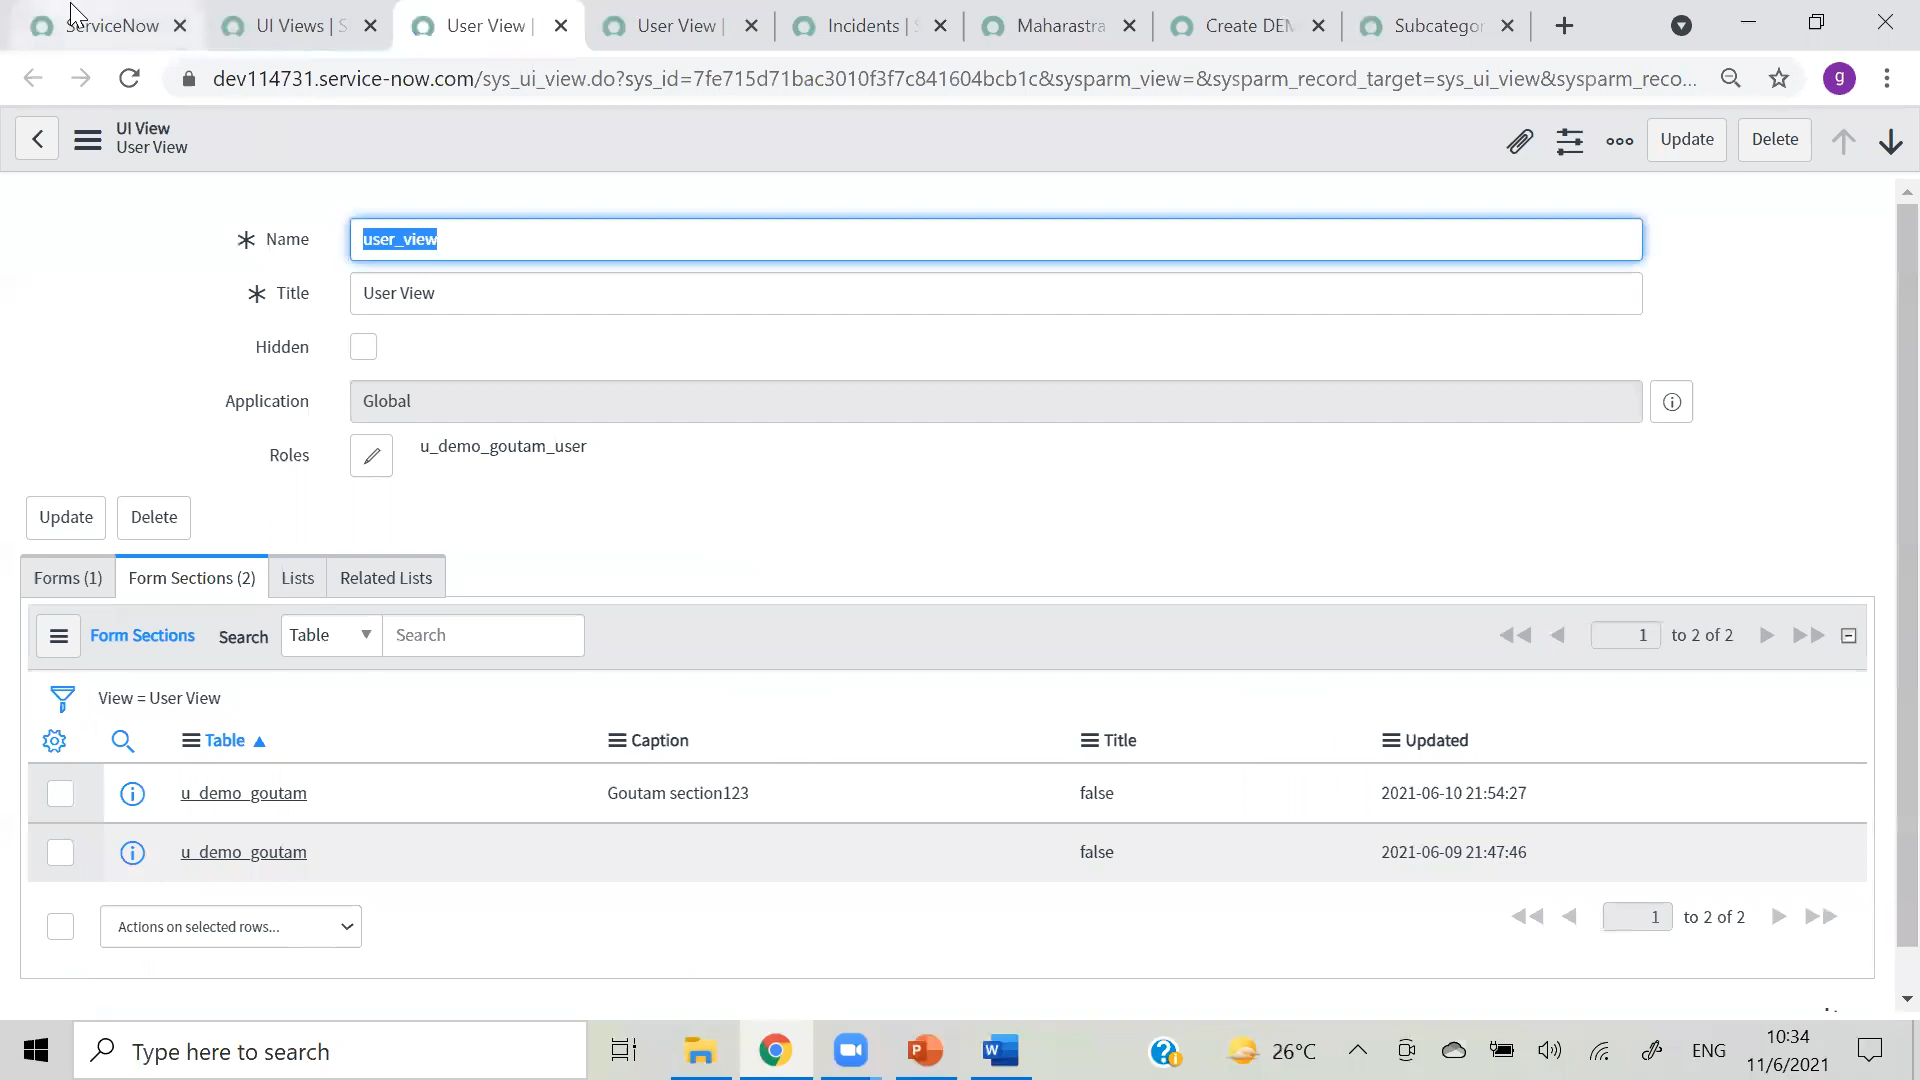 ServiceNow
UI Views | S
User View |
User View |
Incidents | S
Maharastra
Create DEM
Subcategor
dev114731.service-now.com/sys_ui_view.do?sys_id=7fe715d71bac3010f3f7c841604bcb1c&sysparm_view=&sysparm_record_target=sys_ui_view&sysparm_reco...
g
UI View
User View
Update
Delete
Name
user_view
Title
User View
Hidden
Application
Global
Roles
u_demo_goutam_user
Update
Delete
Forms (1)
Form Sections (2)
Lists
Related Lists
Form Sections
Search
Table
Search
1 to 2 of 2
View = User View
Table
Caption
Title
Updated
u_demo_goutam
Goutam section123
false
2021-06-10 21:54:27
u_demo_goutam
false
2021-06-09 21:47:46
Actions on selected rows...
1 to 2 of 2
Type here to search
26°C
ENG
10:34
11/6/2021